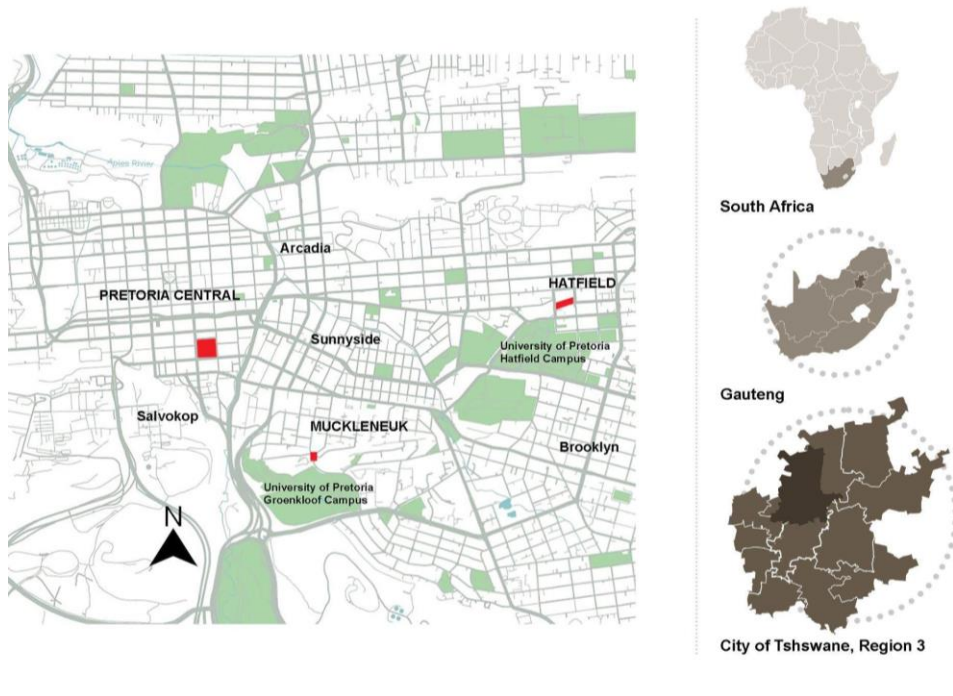 Arcadia
PRETORIA CENTRAL
HATFIELD
Sunnyside
University of Pretoria
Hatfield Campus
Salvokop
MUCKLENEUK
Brooklyn
University of Pretoria
Groenkloof Campus
N
South Africa
Gauteng
City of Tshswane, Region 3